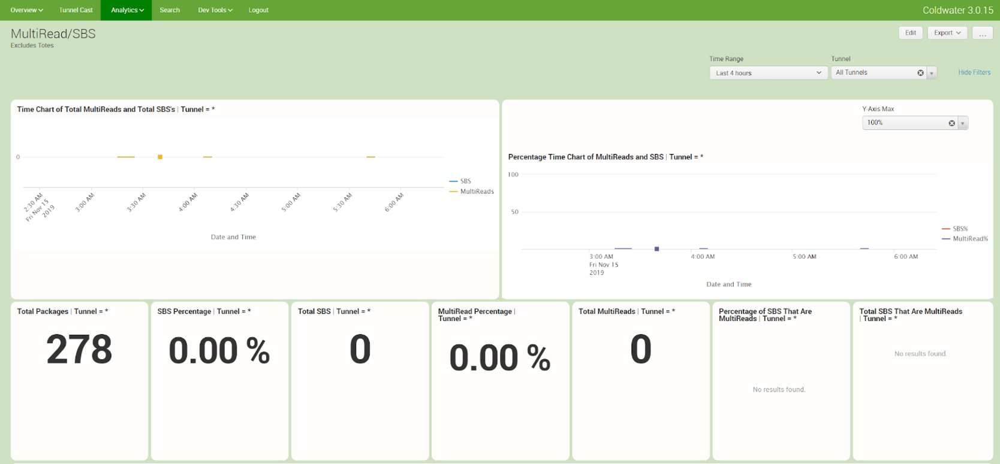 Overview
Tunnel Cast
Analytics
Search
Dev Tools
Logout
Coldwater 3.0.15
MultiRead/SBS
Excludes Totes
Edit
Export
...
Time Range
Last 4 hours
Tunnel
All Tunnels
Hide Filters
Time Chart of Total MultiReads and Total SBS's | Tunnel = *
0
SBS
MultiReads
2:30 AM
Fri Nov 15
2019
3:00 AM
3:30 AM
4:00 AM
4:30 AM
5:00 AM
5:30 AM
6:00 AM
Date and Time
Y-Axis Max
100%
Percentage Time Chart of MultiReads and SBS | Tunnel = *
100
50
SBS%
MultiRead%
3:00 AM
Fri Nov 15
2019
4:00 AM
5:00 AM
6:00 AM
Date and Time
Total Packages | Tunnel = *
278
SBS Percentage | Tunnel = *
0.00 %
Total SBS | Tunnel = *
0
MultiRead Percentage |
Tunnel = *
0.00 %
Total MultiReads | Tunnel = *
0
Percentage of SBS That Are
MultiReads | Tunnel = *
No results found.
Total SBS That Are MultiReads
| Tunnel = *
No results found.